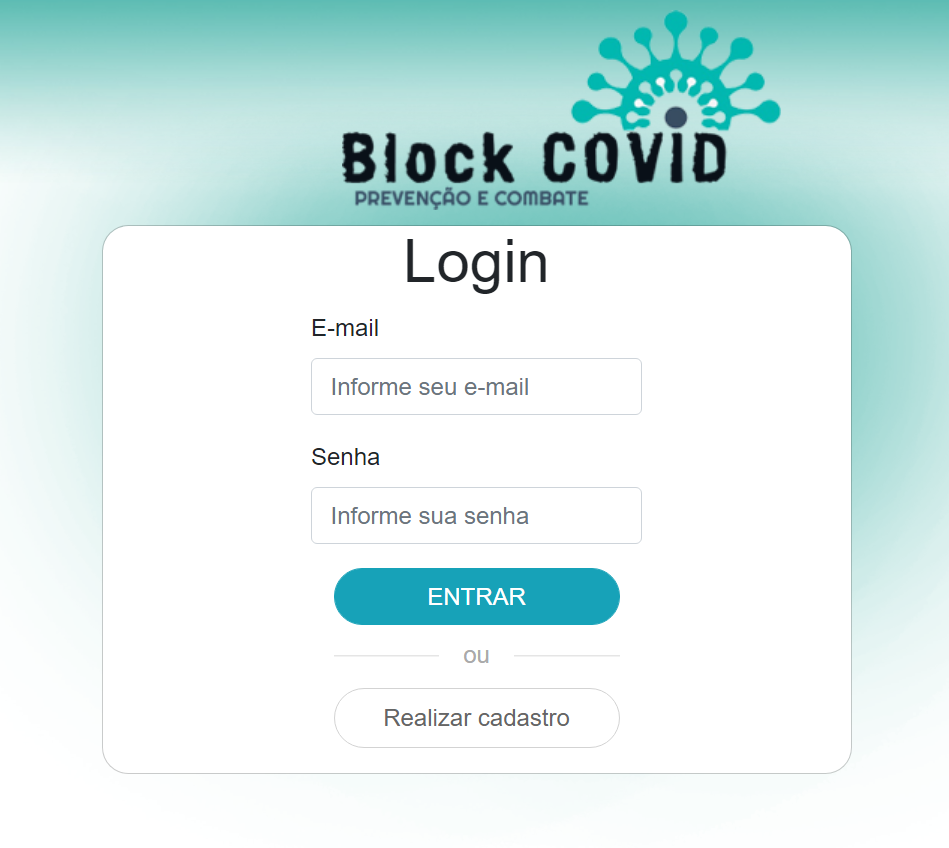 Block COVID
PREVENÇÃO E COMBATE
Login
E-mail
Informe seu e-mail
Senha
Informe sua senha
ENTRAR
ou
Realizar cadastro